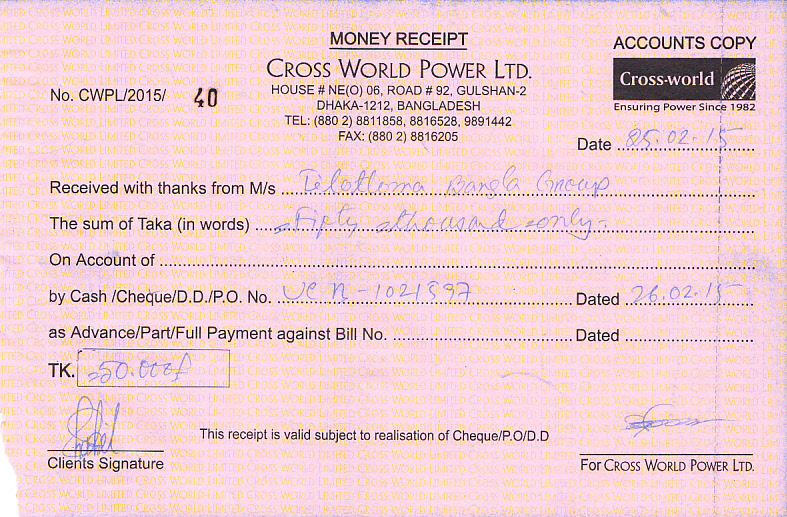 MONEY RECEIPT
ACCOUNTS COPY
CROSS WORLD POWER LTD.
Cross-world
Ensuring Power Since 1982
HOUSE # NE(O) 06, ROAD # 92, GULSHAN-2
DHAKA-1212, BANGLADESH
TEL: (880 2) 8811858, 8816528, 9891442
FAX: (880 2) 8816205
No. CWPL/2015/ 40
Date 25.02.15
Received with thanks from M/s Tilottoma Bangla Group
The sum of Taka (in words) =Fifty thousand only=
On Account of
by Cash /Cheque/D.D./P.O. No. UCN-1021597 Dated 26.02.15
as Advance/Part/Full Payment against Bill No. Dated
TK. =50.000/
This receipt is valid subject to realisation of Cheque/P.O/D.D
Clients Signature
For CROSS WORLD POWER LTD.